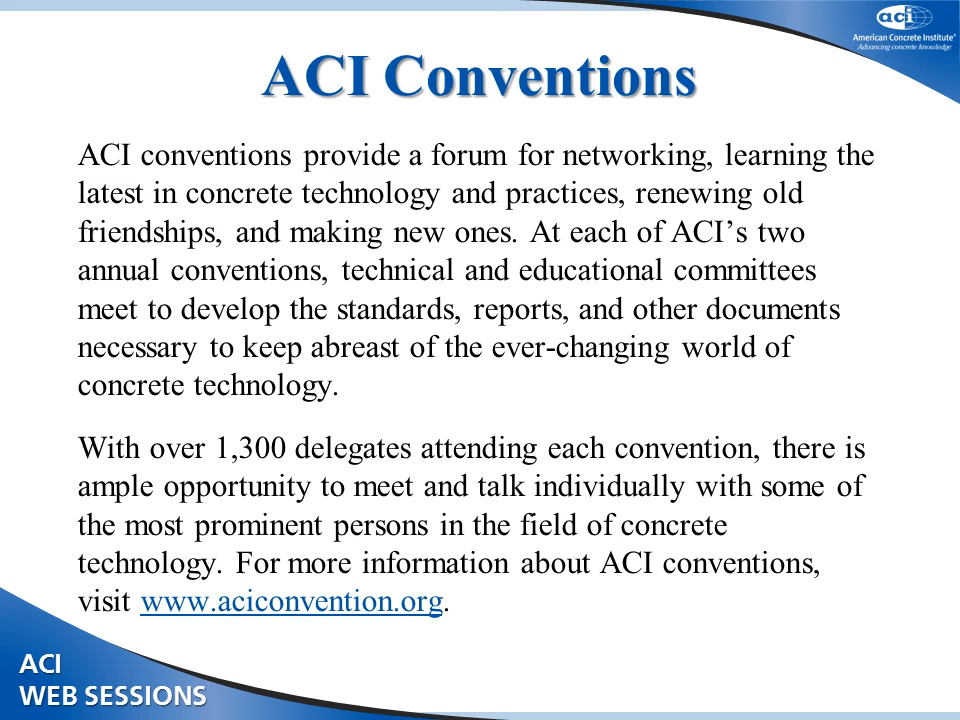 aci
American Concrete Institute®
Advancing concrete knowledge
ACI Conventions
ACI conventions provide a forum for networking, learning the
latest in concrete technology and practices, renewing old
friendships, and making new ones. At each of ACI’s two
annual conventions, technical and educational committees
meet to develop the standards, reports, and other documents
necessary to keep abreast of the ever-changing world of
concrete technology.
With over 1,300 delegates attending each convention, there is
ample opportunity to meet and talk individually with some of
the most prominent persons in the field of concrete
technology. For more information about ACI conventions,
visit www.aciconvention.org.
ACI
WEB SESSIONS